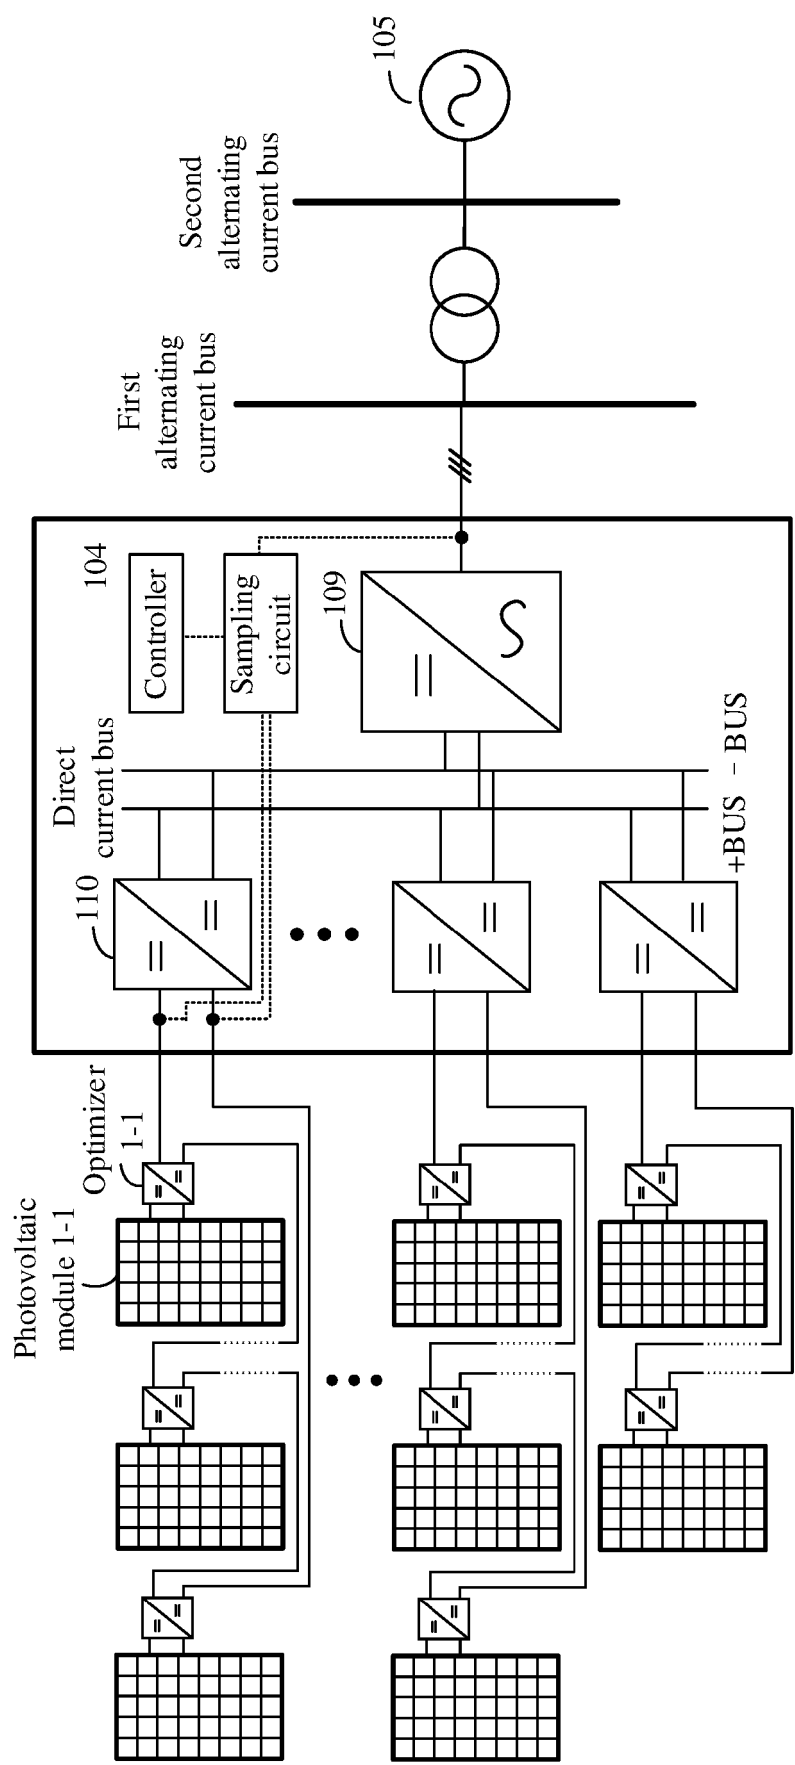 Photovoltaic
module 1-1
Optimizer
1-1
110
Direct
current bus
Controller
104
Sampling
circuit
109
+BUS
– BUS
First
alternating
current bus
Second
alternating
current bus
105